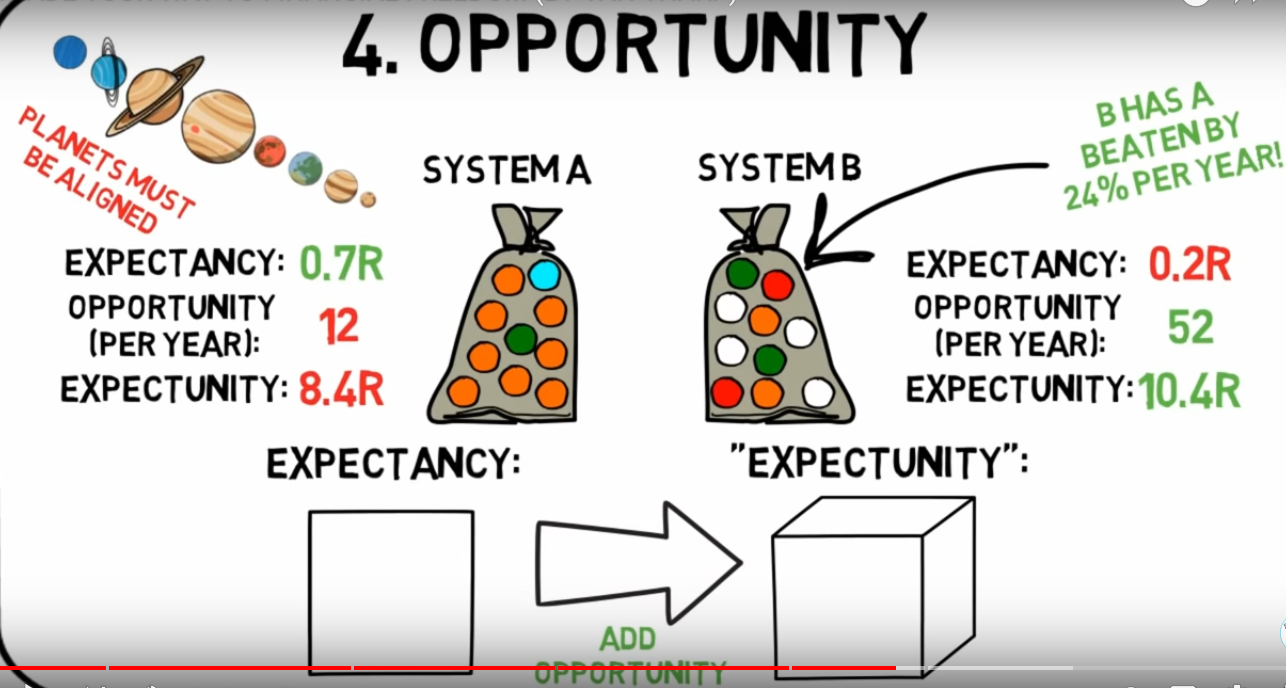 4. OPPORTUNITY
PLANETS MUST
BE ALIGNED
SYSTEM A
SYSTEM B
B HAS A
BEATEN BY
24% PER YEAR!
EXPECTANCY: 0.7R
OPPORTUNITY
(PER YEAR): 12
EXPECTUNITY: 8.4R
EXPECTANCY: 0.2R
OPPORTUNITY
(PER YEAR): 52
EXPECTUNITY: 10.4R
EXPECTANCY:
"EXPECTUNITY":
ADD
OPPORTUNITY